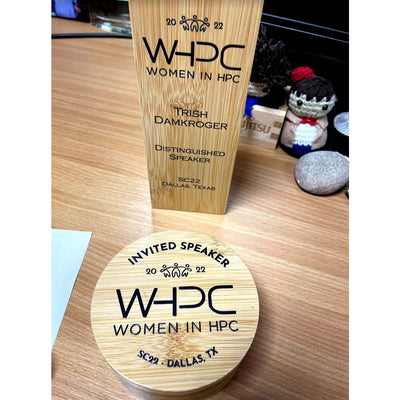 20 22
WHPC
WOMEN IN HPC
TRISH
DAMKROGER
DISTINGUISHED
SPEAKER
SC22
DALLAS, TEXAS
FUJITSU
INVITED SPEAKER
20 22
WHPC
WOMEN IN HPC
SC22 - DALLAS, TX